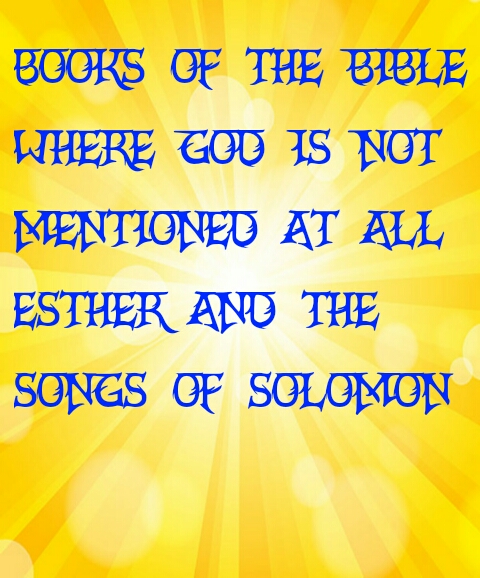 BOOKS OF THE BIBLE
WHERE GOD IS NOT
MENTIONED AT ALL
ESTHER AND THE
SONGS OF SOLOMON